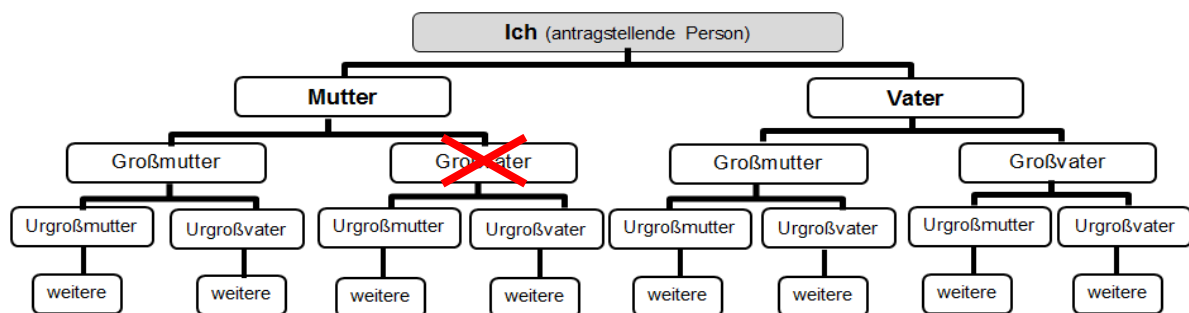 Ich (antragstellende Person)
Mutter Vater
Großmutter Großvater Großmutter Großvater
Urgroßmutter Urgroßvater Urgroßmutter Urgroßvater Urgroßmutter Urgroßvater Urgroßmutter Urgroßvater
weitere weitere weitere weitere weitere weitere weitere weitere